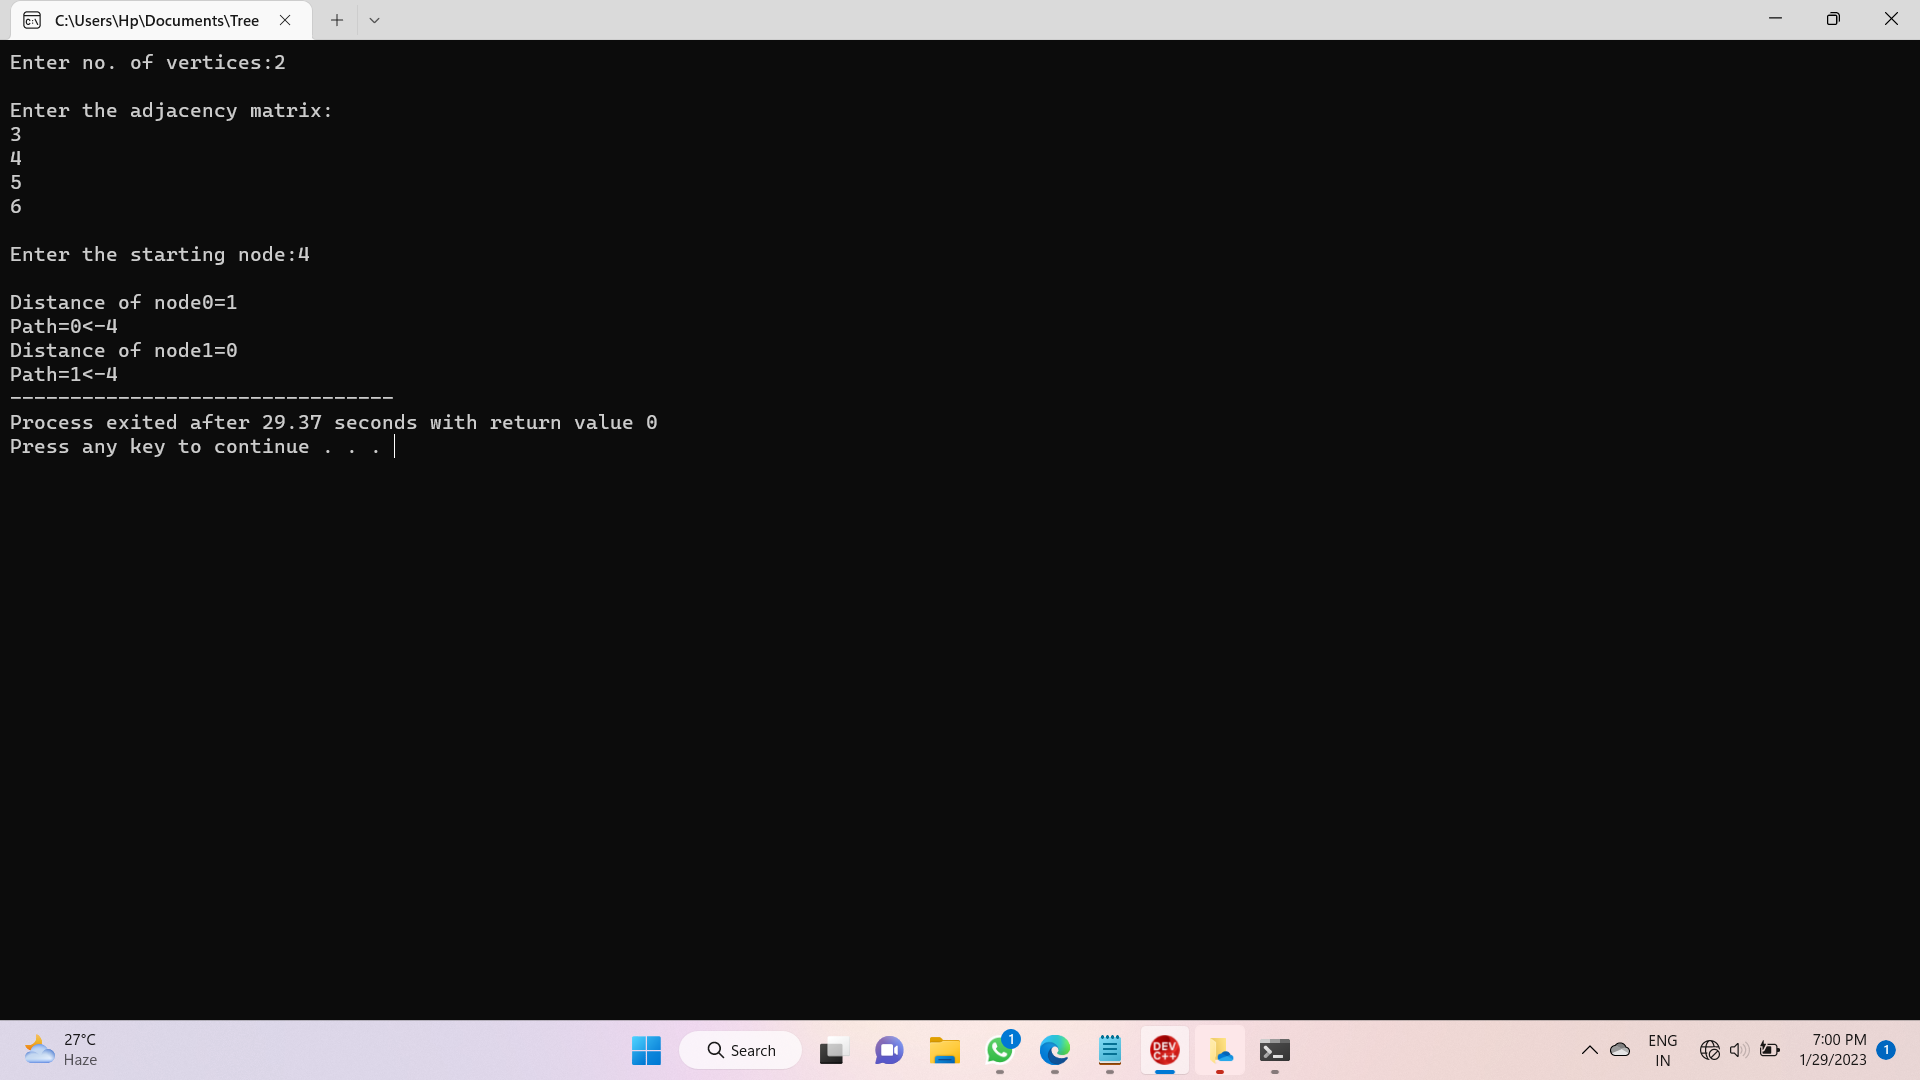 C:\Users\Hp\Documents\Tree
Enter no. of vertices:2
Enter the adjacency matrix:
3
4
5
6
Enter the starting node:4
Distance of node0=1
Path=0<-4
Distance of node1=0
Path=1<-4
--------------------------------
Process exited after 29.37 seconds with return value 0
Press any key to continue . . .
27°C
Haze
Search
1
DEV
C++
ENG
IN
7:00 PM
1/29/2023
1